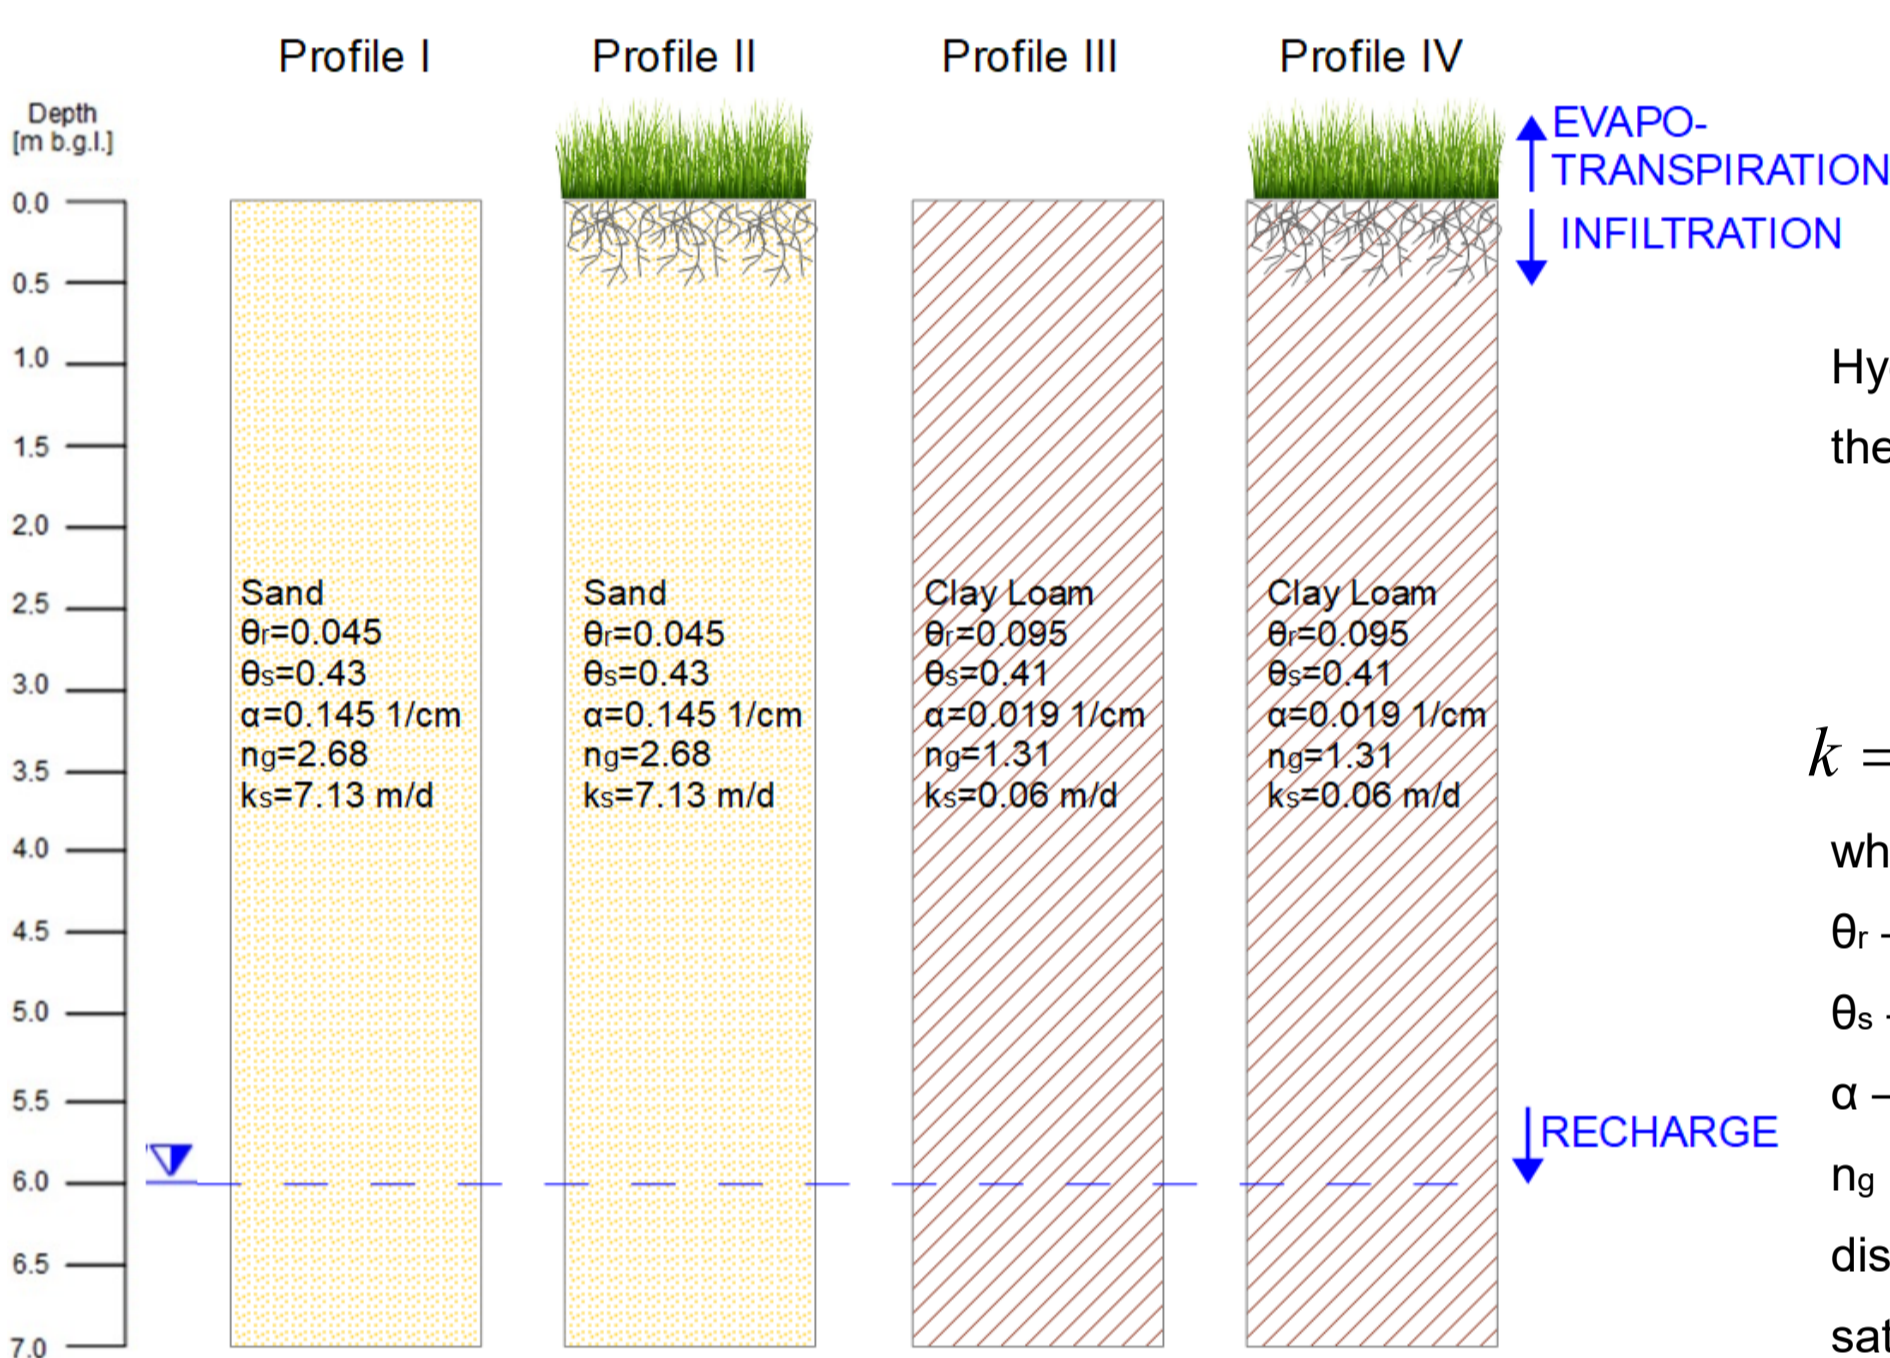 Profile I
Profile II
Profile III
Profile IV
Depth
[m b.g.l.]
EVAPO-
TRANSPIRATION
INFILTRATION
0.0
0.5
1.0
1.5
2.0
2.5
3.0
3.5
4.0
4.5
5.0
5.5
6.0
6.5
7.0
Sand
θr=0.045
θs=0.43
α=0.145 1/cm
ng=2.68
ks=7.13 m/d
Sand
θr=0.045
θs=0.43
α=0.145 1/cm
ng=2.68
ks=7.13 m/d
Clay Loam
θr=0.095
θs=0.41
α=0.019 1/cm
ng=1.31
ks=0.06 m/d
Clay Loam
θr=0.095
θs=0.41
α=0.019 1/cm
ng=1.31
ks=0.06 m/d
RECHARGE
Hy
the
k =
wh
θr -
θs -
α –
ng
dis
sat